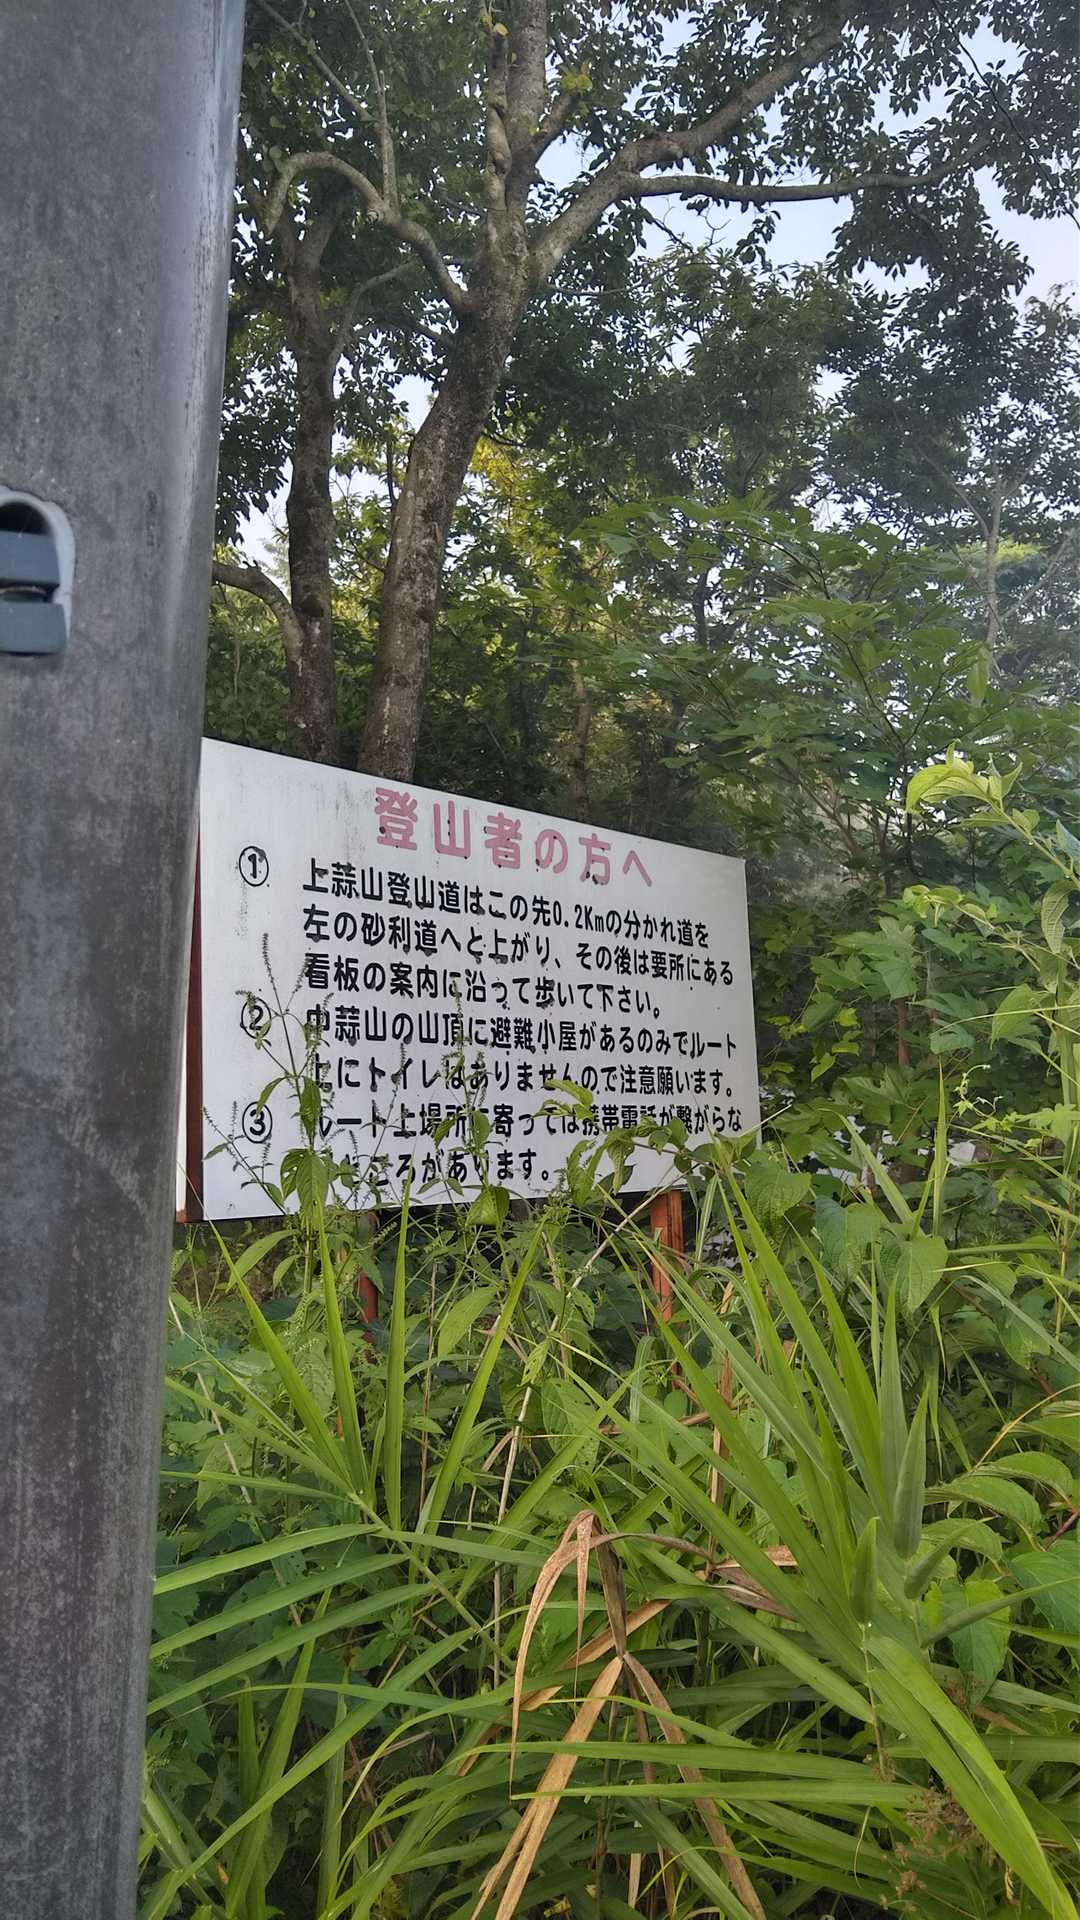 登山者の方へ
① 上蒜山登山道はこの先0.2Kmの分かれ道を
左の砂利道へと上がり、その後は要所にある
看板の案内に沿って歩いて下さい。
② 中蒜山の山頂に避難小屋があるのみでルート
上にトイレはありませんので注意願います。
③ ルート上場所に寄っては携帯電話が繋がらな
ところがあります。